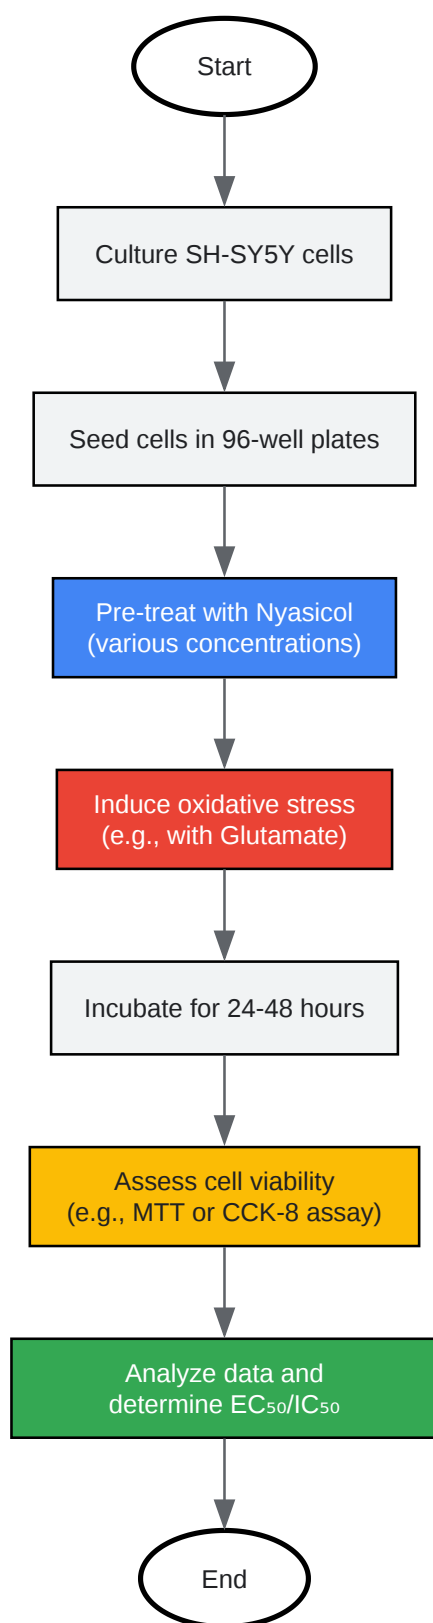 Start
Culture SH-SY5Y cells
Seed cells in 96-well plates
Pre-treat with Nyasicol
(various concentrations)
Induce oxidative stress
(e.g., with Glutamate)
Incubate for 24-48 hours
Assess cell viability
(e.g., MTT or CCK-8 assay)
Analyze data and
determine EC₅₀/IC₅₀
End